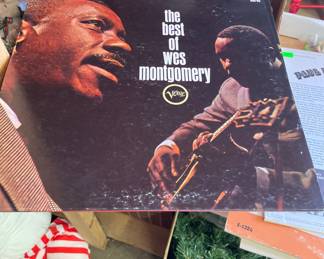 the
best
of
wes
montgomery
Verve